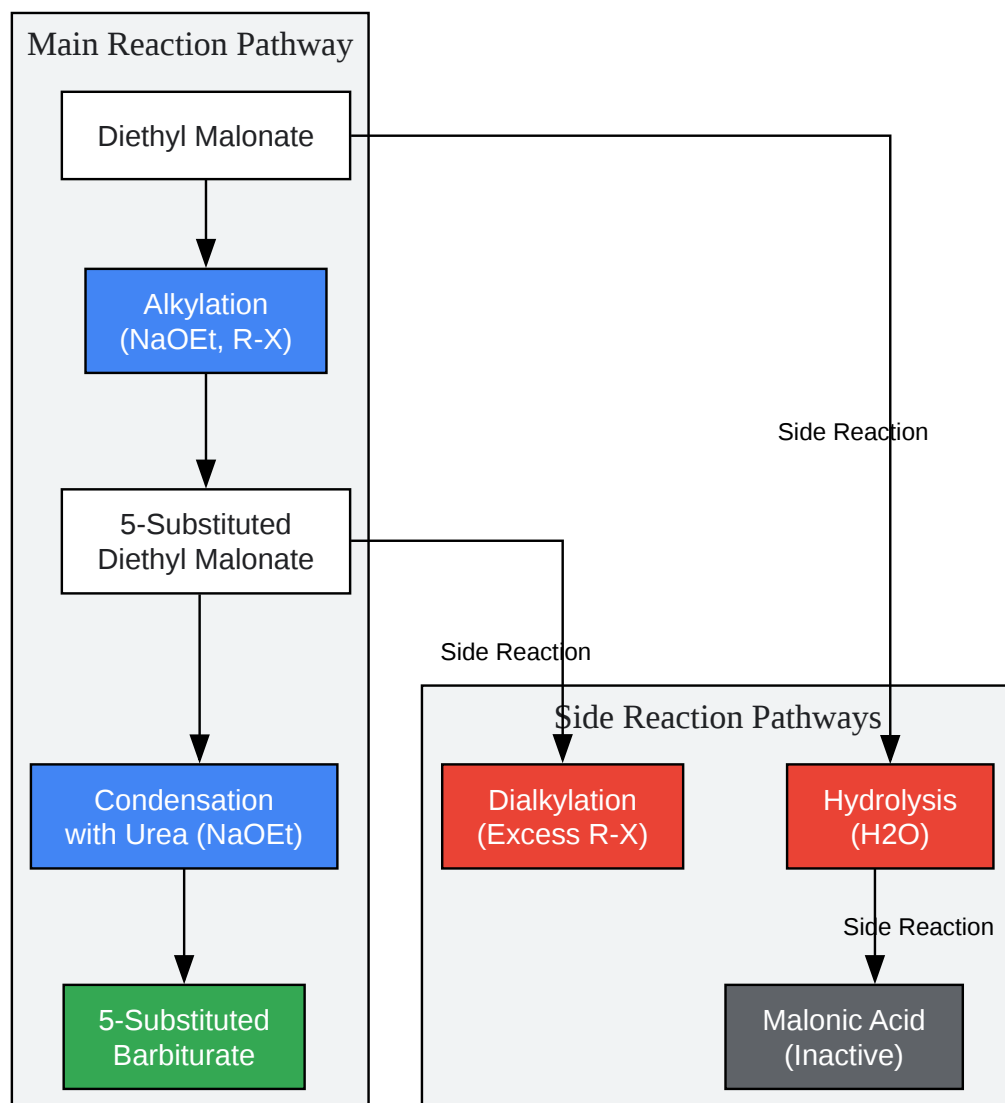 Main Reaction Pathway
Diethyl Malonate
Alkylation
(NaOEt, R-X)
Side Reaction
5-Substituted
Diethyl Malonate
Side Reaction
Side Reaction Pathways
Condensation
with Urea (NaOEt)
Dialkylation
(Excess R-X)
Hydrolysis
(H2O)
Side Reaction
5-Substituted
Barbiturate
Malonic Acid
(Inactive)